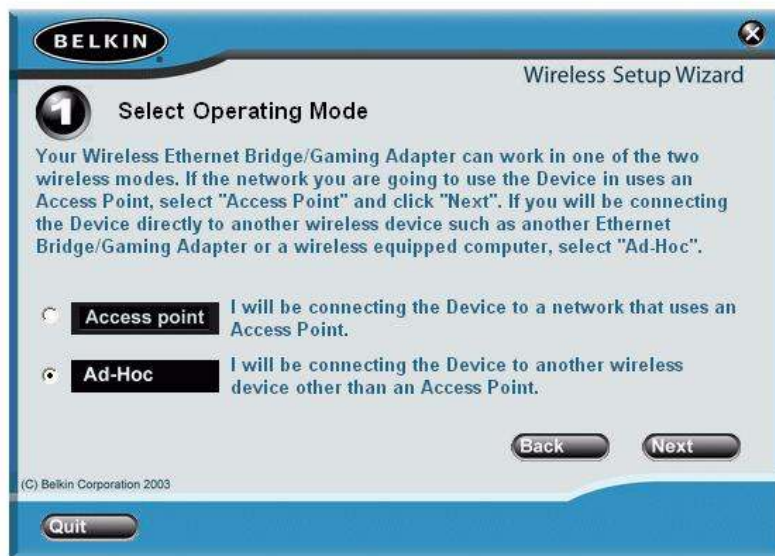 BELKIN
Wireless Setup Wizard
1 Select Operating Mode
Your Wireless Ethernet Bridge/Gaming Adapter can work in one of the two
wireless modes. If the network you are going to use the Device in uses an
Access Point, select "Access Point" and click "Next". If you will be connecting
the Device directly to another wireless device such as another Ethernet
Bridge/Gaming Adapter or a wireless equipped computer, select "Ad-Hoc".
Access point
I will be connecting the Device to a network that uses an
Access Point.
Ad-Hoc
I will be connecting the Device to another wireless
device other than an Access Point.
Back
Next
(C) Belkin Corporation 2003
Quit